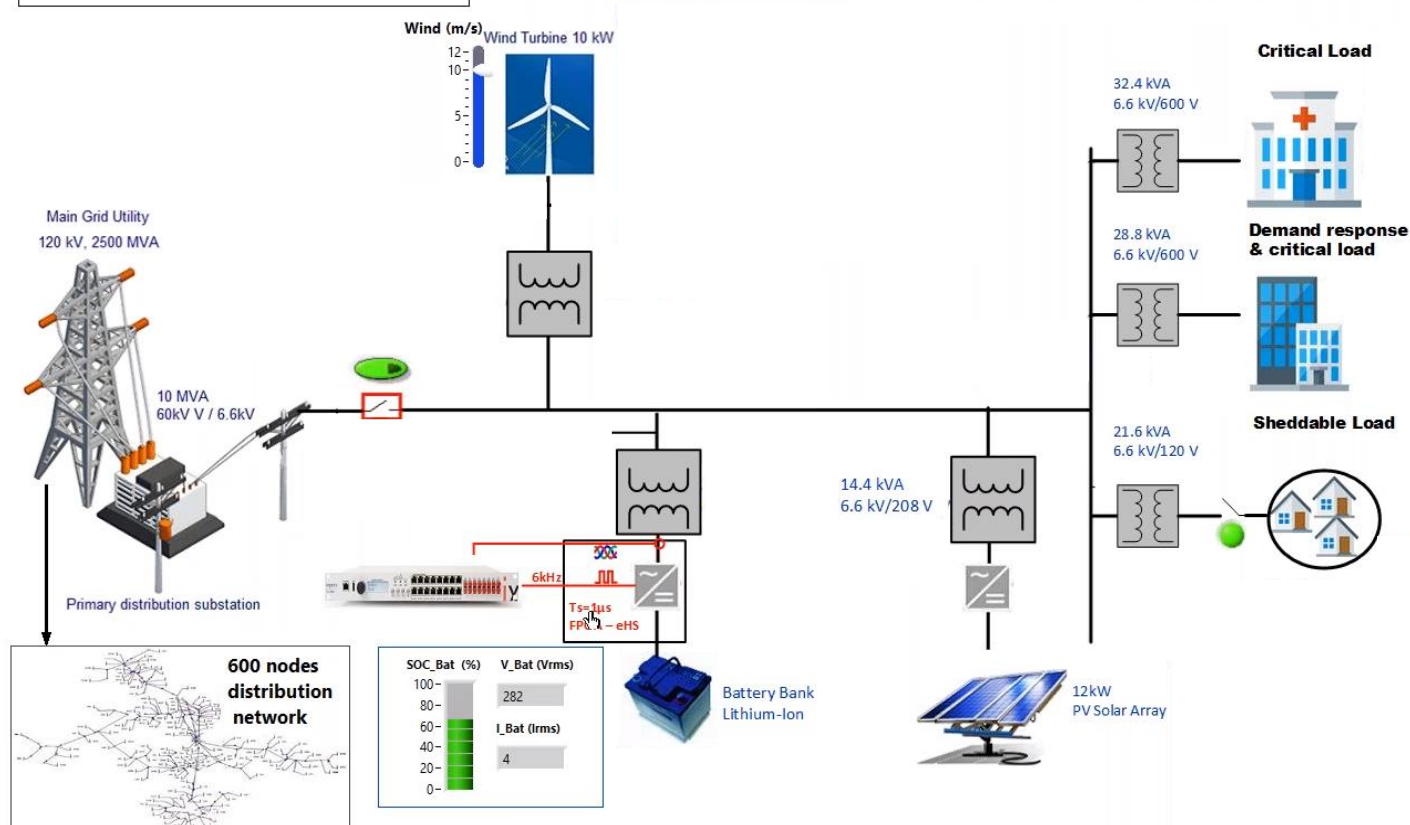 Wind (m/s)
Wind Turbine 10 kW
12
10
5
0
Critical Load
32.4 kVA
6.6 kV/600 V
Main Grid Utility
120 kV, 2500 MVA
28.8 kVA
6.6 kV/600 V
Demand response
& critical load
10 MVA
60kV V / 6.6kV
21.6 kVA
6.6 kV/120 V
Sheddable Load
14.4 kVA
6.6 kV/208 V
6kHz
Ts=1µs
– eHS
Primary distribution substation
600 nodes
distribution
network
SOC_Bat (%)
100
80
60
40
20
0
V_Bat (Vrms)
282
I_Bat (Irms)
4
Battery Bank
Lithium-Ion
12kW
PV Solar Array